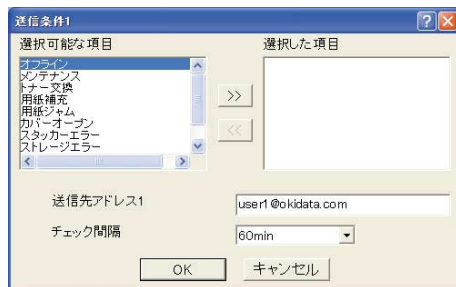 送信条件1
選択可能な項目
選択した項目
オフライン
メンテナンス
トナー交換
用紙補充
用紙ジャム
カバーオープン
スタッカーエラー
ストレージエラー
>>
<<
送信先アドレス1
user1@okidata.com
チェック間隔
60min
OK
キャンセル